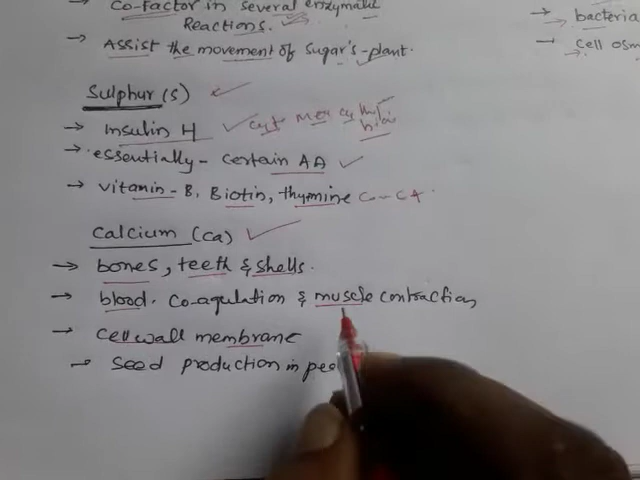 → Co-factor in several enzymatic
Reactions.
→ Assist the movement of Sugar's-plant.
→ bacteria
→ cell osm
Sulphur(s)
→ Insulin H
→ essentially - certain AA
→ vitamin-B, Biotin, thymine
Calcium (Ca)
→ bones, teeth & shells.
→ blood. Co-agulation & muscle contraction
→ cell wall membrane
→ Seed production in pe